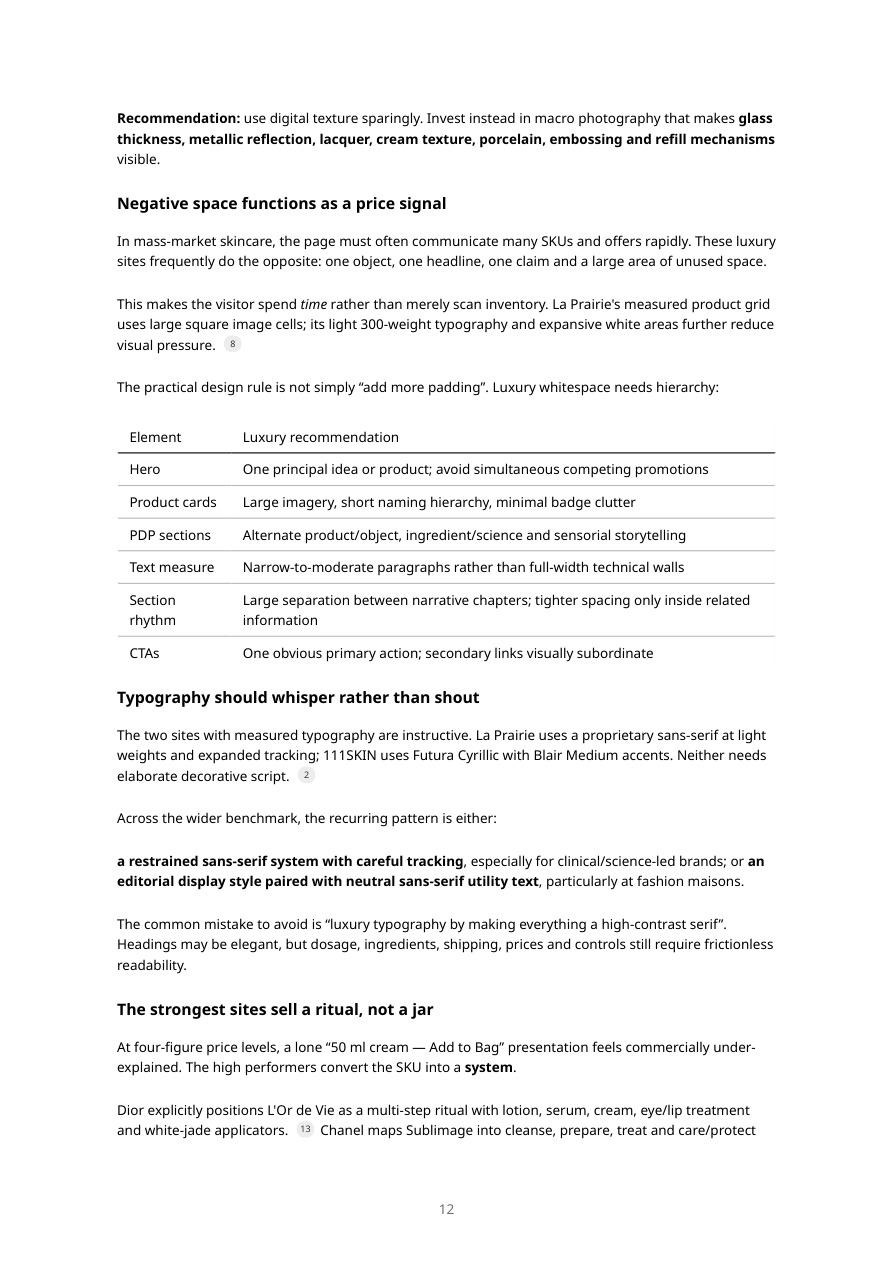 Recommendation: use digital texture sparingly. Invest instead in macro photography that makes glass
thickness, metallic reflection, lacquer, cream texture, porcelain, embossing and refill mechanisms
visible.
Negative space functions as a price signal
In mass-market skincare, the page must often communicate many SKUs and offers rapidly. These luxury
sites frequently do the opposite: one object, one headline, one claim and a large area of unused space.
This makes the visitor spend time rather than merely scan inventory. La Prairie's measured product grid
uses large square image cells; its light 300-weight typography and expansive white areas further reduce
visual pressure. 8
The practical design rule is not simply “add more padding”. Luxury whitespace needs hierarchy:
Element Luxury recommendation
Hero One principal idea or product; avoid simultaneous competing promotions
Product cards Large imagery, short naming hierarchy, minimal badge clutter
PDP sections Alternate product/object, ingredient/science and sensorial storytelling
Text measure Narrow-to-moderate paragraphs rather than full-width technical walls
Section Large separation between narrative chapters; tighter spacing only inside related
rhythm information
CTAs One obvious primary action; secondary links visually subordinate
Typography should whisper rather than shout
The two sites with measured typography are instructive. La Prairie uses a proprietary sans-serif at light
weights and expanded tracking; 111SKIN uses Futura Cyrillic with Blair Medium accents. Neither needs
elaborate decorative script. 2
Across the wider benchmark, the recurring pattern is either:
a restrained sans-serif system with careful tracking, especially for clinical/science-led brands; or an
editorial display style paired with neutral sans-serif utility text, particularly at fashion maisons.
The common mistake to avoid is “luxury typography by making everything a high-contrast serif”.
Headings may be elegant, but dosage, ingredients, shipping, prices and controls still require frictionless
readability.
The strongest sites sell a ritual, not a jar
At four-figure price levels, a lone “50 ml cream — Add to Bag” presentation feels commercially under-
explained. The high performers convert the SKU into a system.
Dior explicitly positions L'Or de Vie as a multi-step ritual with lotion, serum, cream, eye/lip treatment
and white-jade applicators. 13 Chanel maps Sublimage into cleanse, prepare, treat and care/protect
12